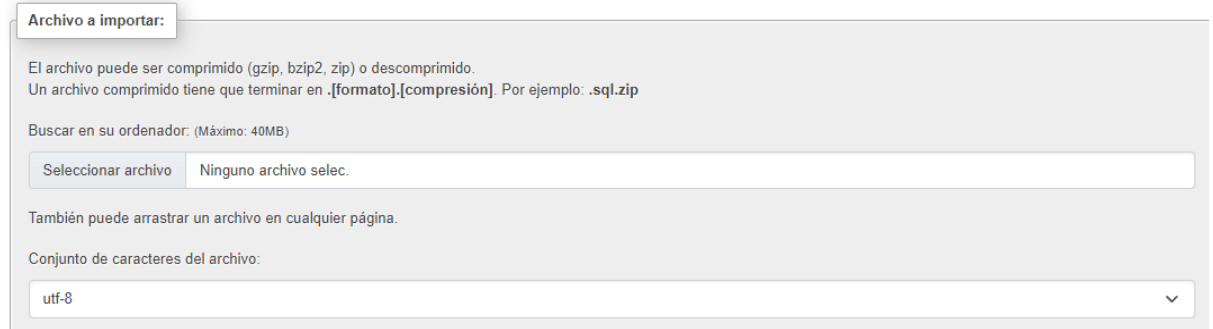 Archivo a importar:
El archivo puede ser comprimido (gzip, bzip2, zip) o descomprimido.
Un archivo comprimido tiene que terminar en .[formato].[compresión]. Por ejemplo: .sql.zip
Buscar en su ordenador: (Máximo: 40MB)
Seleccionar archivo Ninguno archivo selec.
También puede arrastrar un archivo en cualquier página.
Conjunto de caracteres del archivo:
utf-8